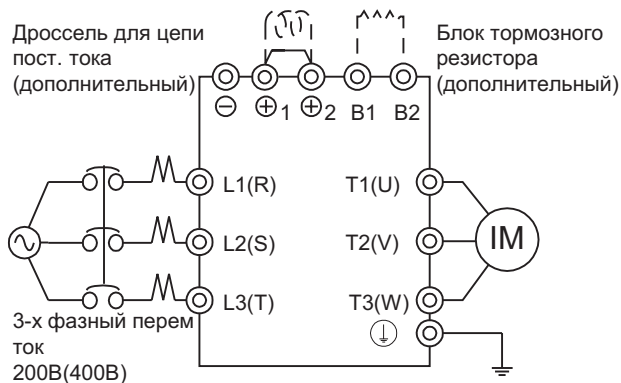 Дроссель для цепи
пост. тока
(дополнительный)
Блок тормозного
резистора
(дополнительный)
⊖ ⊕1 ⊕2 B1 B2
L1(R) T1(U)
L2(S) T2(V) IM
L3(T) T3(W)
3-х фазный перем
ток
200В(400В)